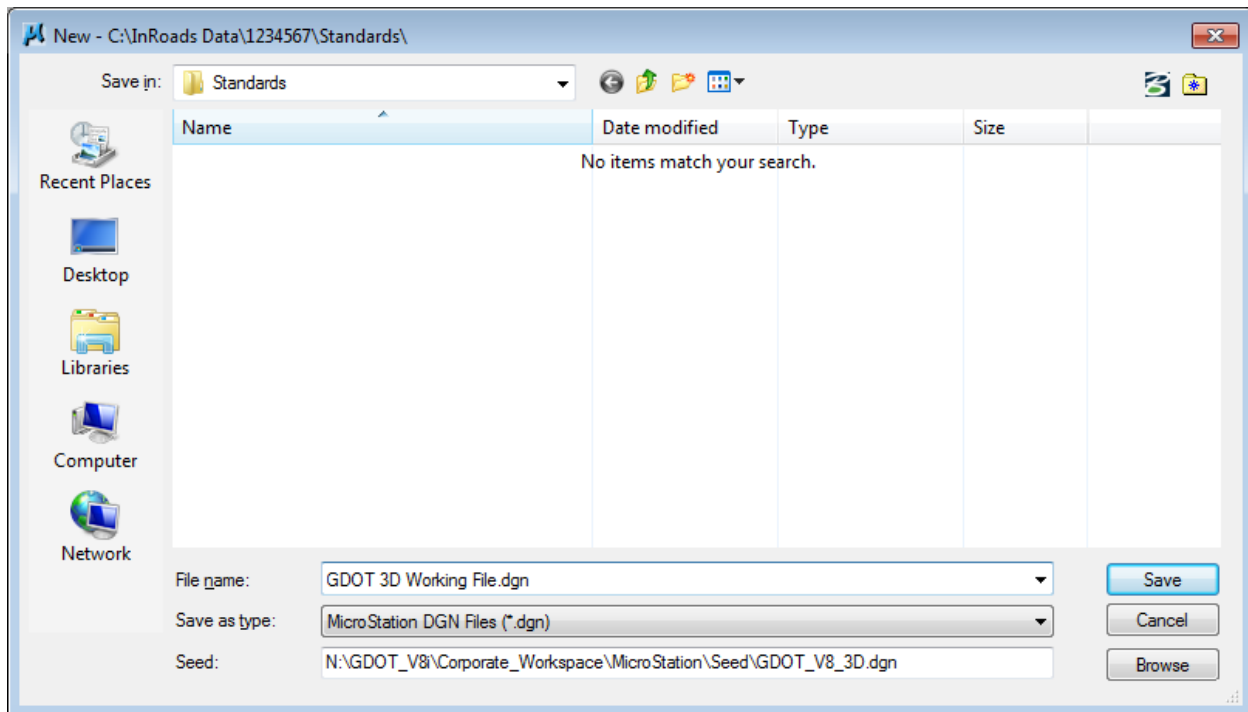 New - C:\InRoads Data\1234567\Standards\
Save in:
Standards
Name
Date modified
Type
Size
No items match your search.
Recent Places
Desktop
Libraries
Computer
Network
File name:
GDOT 3D Working File.dgn
Save
Save as type:
MicroStation DGN Files (*.dgn)
Cancel
Seed:
N:\GDOT_V8i\Corporate_Workspace\MicroStation\Seed\GDOT_V8_3D.dgn
Browse